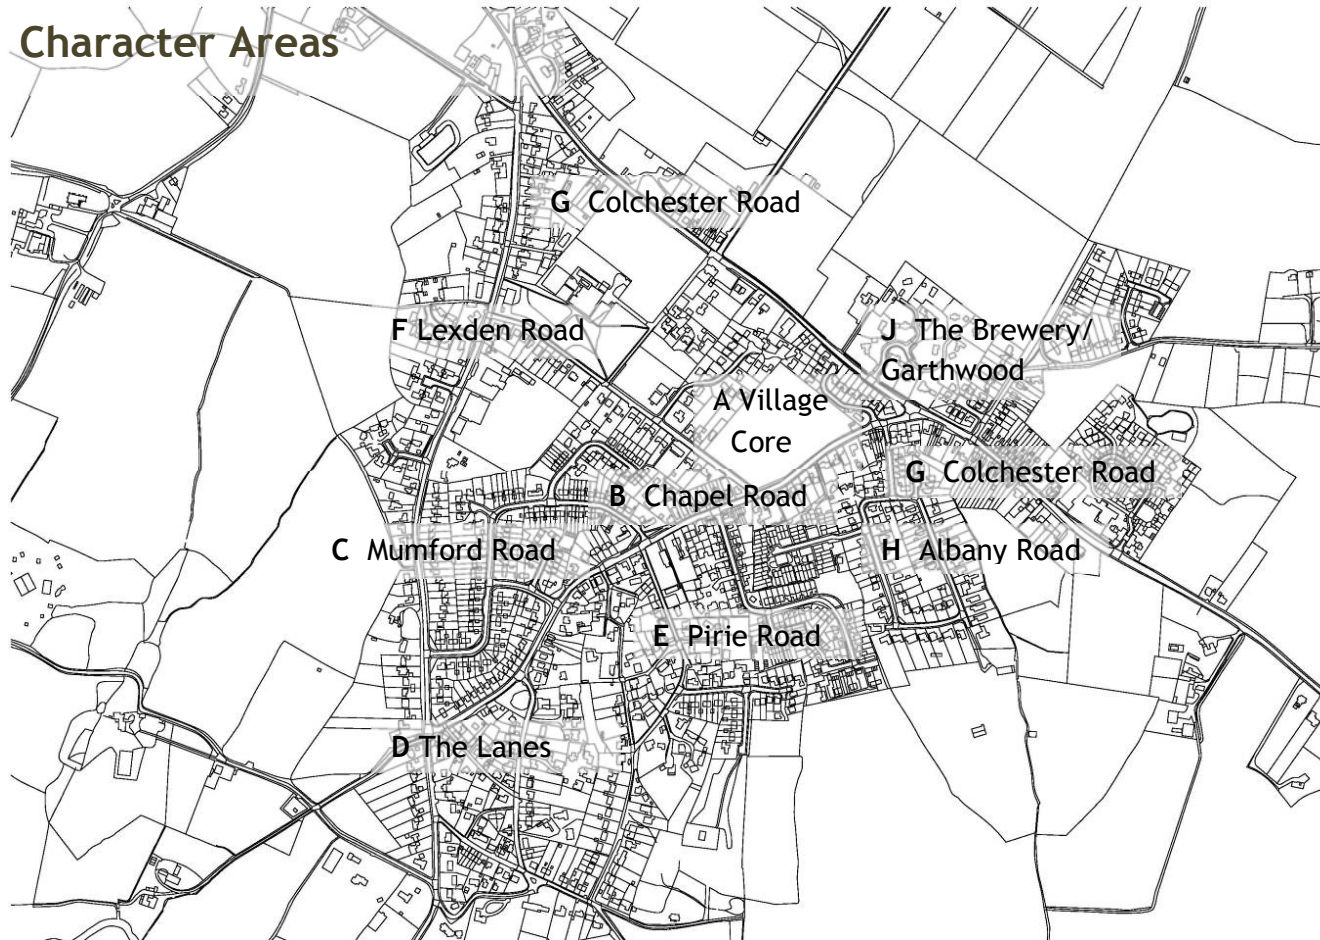 Character Areas
G Colchester Road
F Lexden Road
J The Brewery/
Garthwood
A Village
Core
G Colchester Road
B Chapel Road
C Mumford Road
H Albany Road
E Pirie Road
D The Lanes